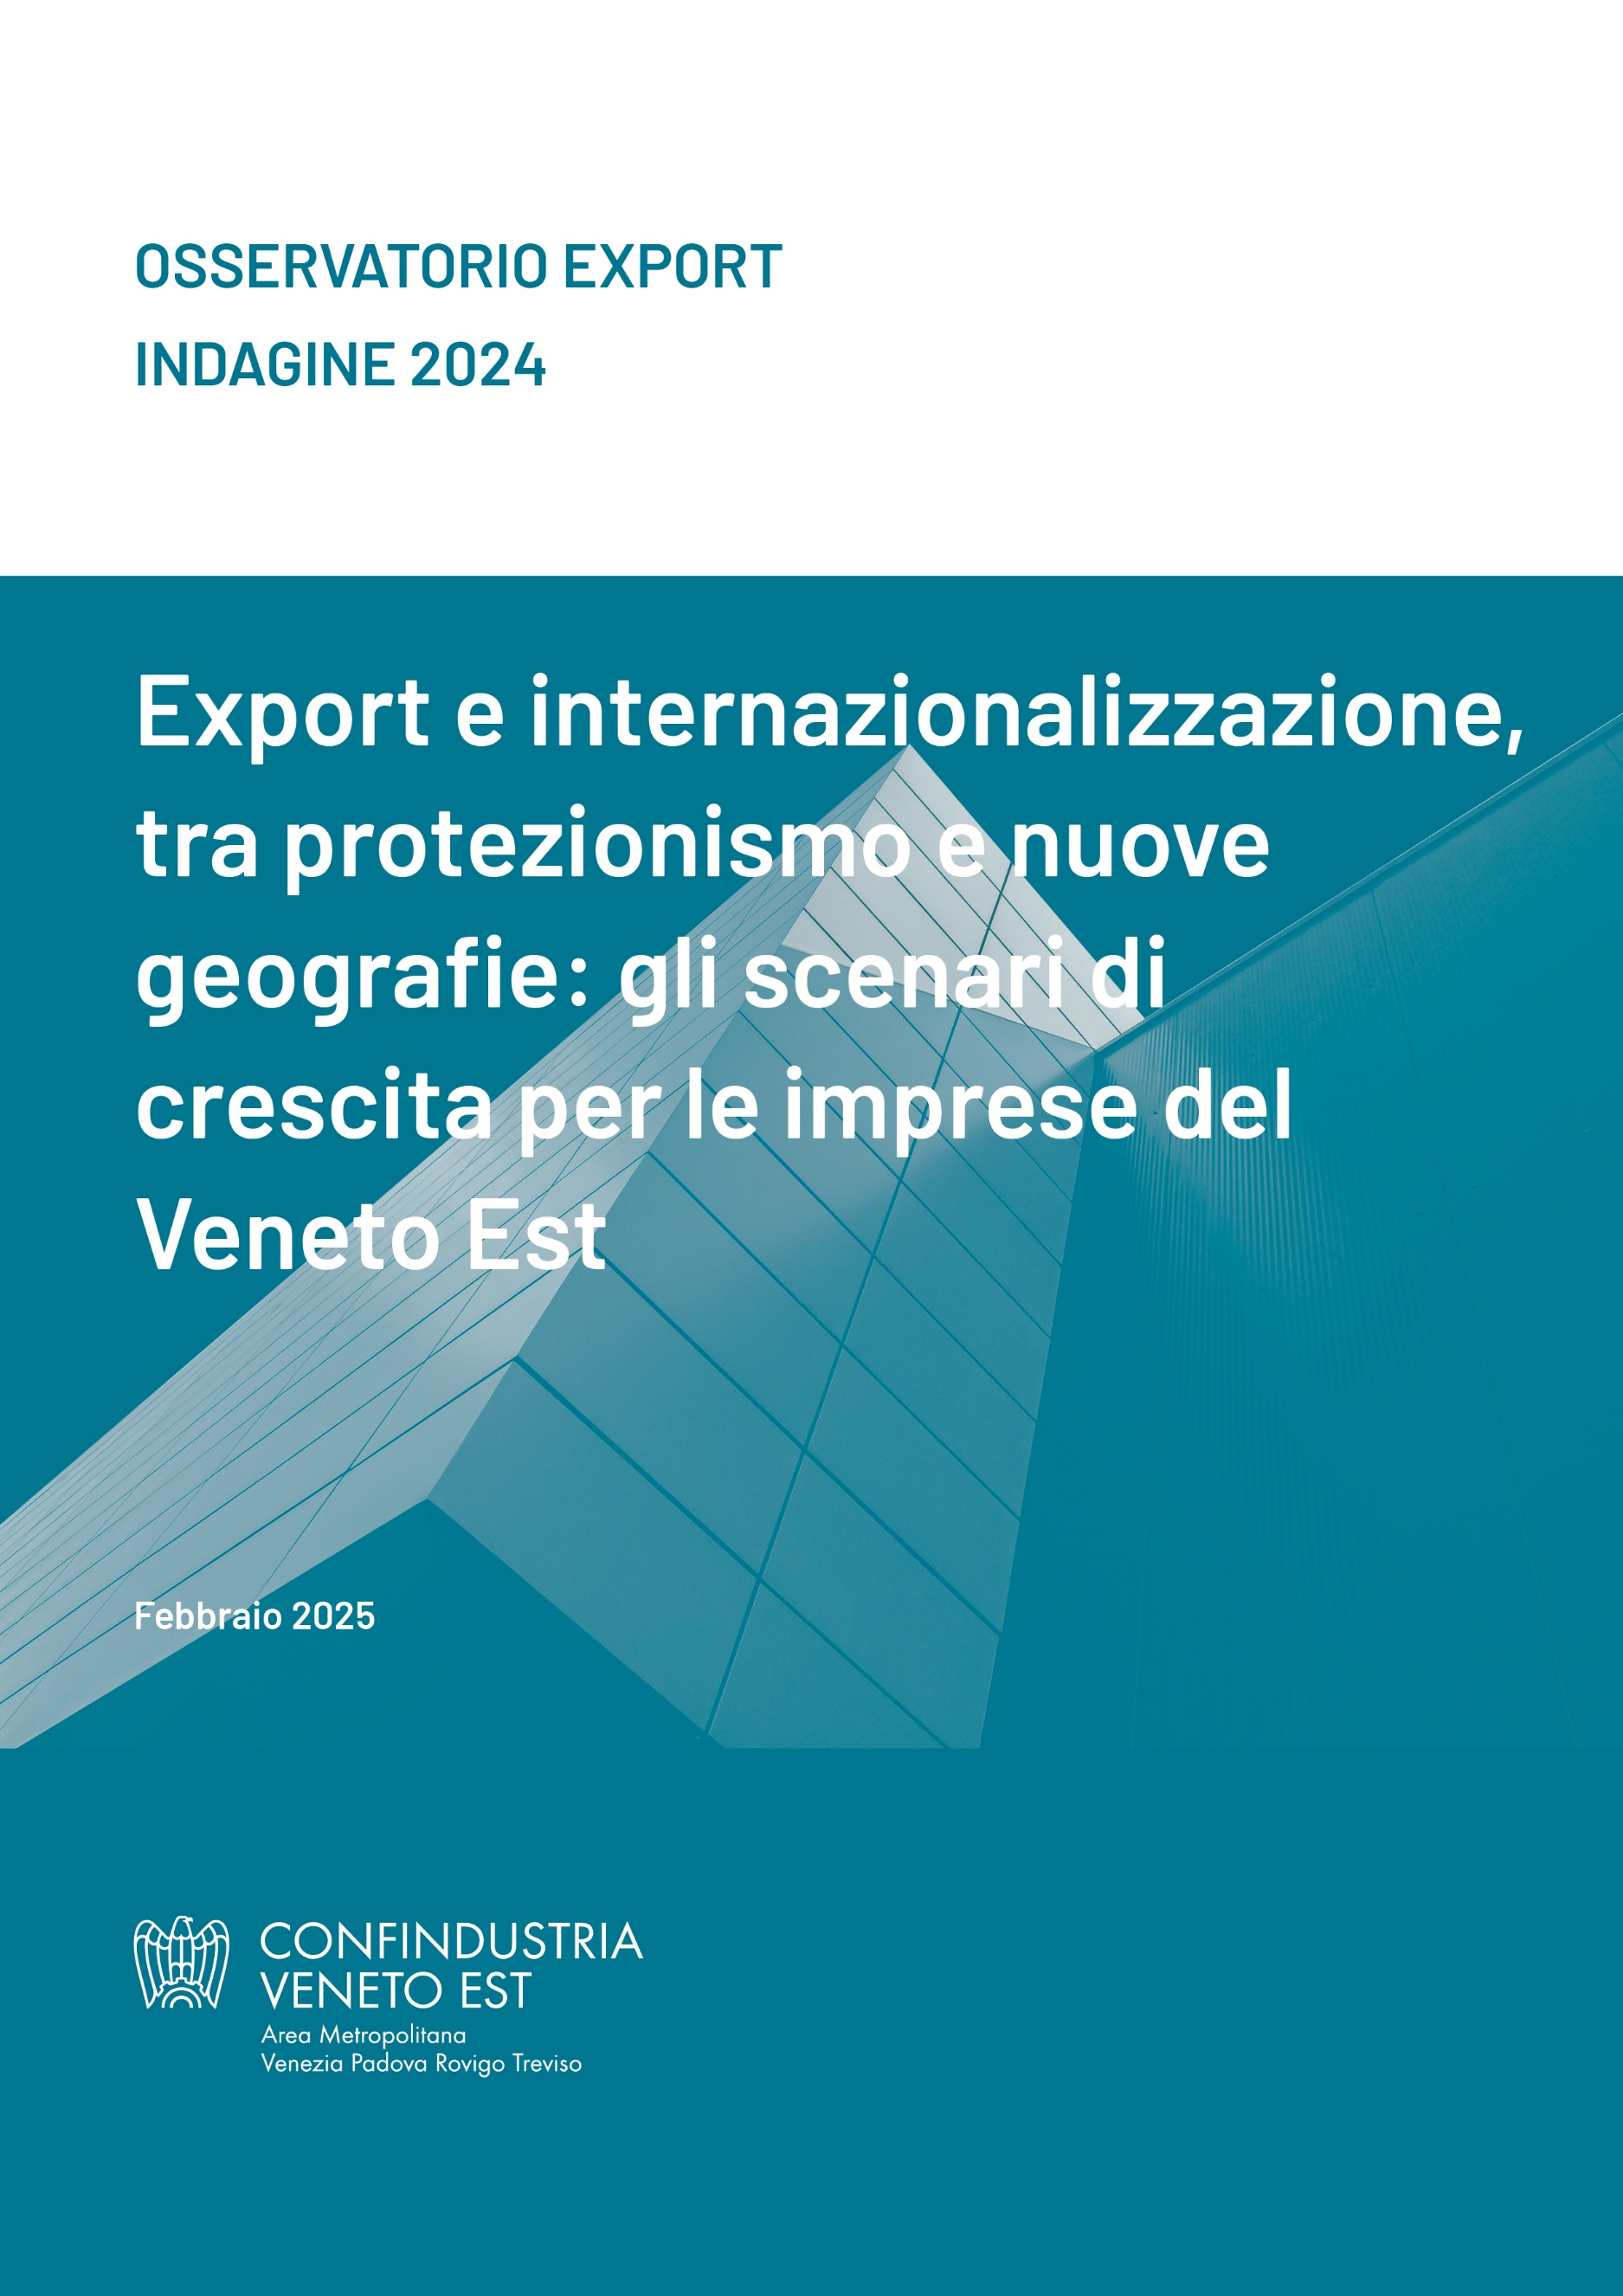 OSSERVATORIO EXPORT
INDAGINE 2024
Export e internazionalizzazione,
tra protezionismo e nuove
geografie: gli scenari di
crescita per le imprese del
Veneto Est
Febbraio 2025
CONFINDUSTRIA
VENETO EST
Area Metropolitana
Venezia Padova Rovigo Treviso